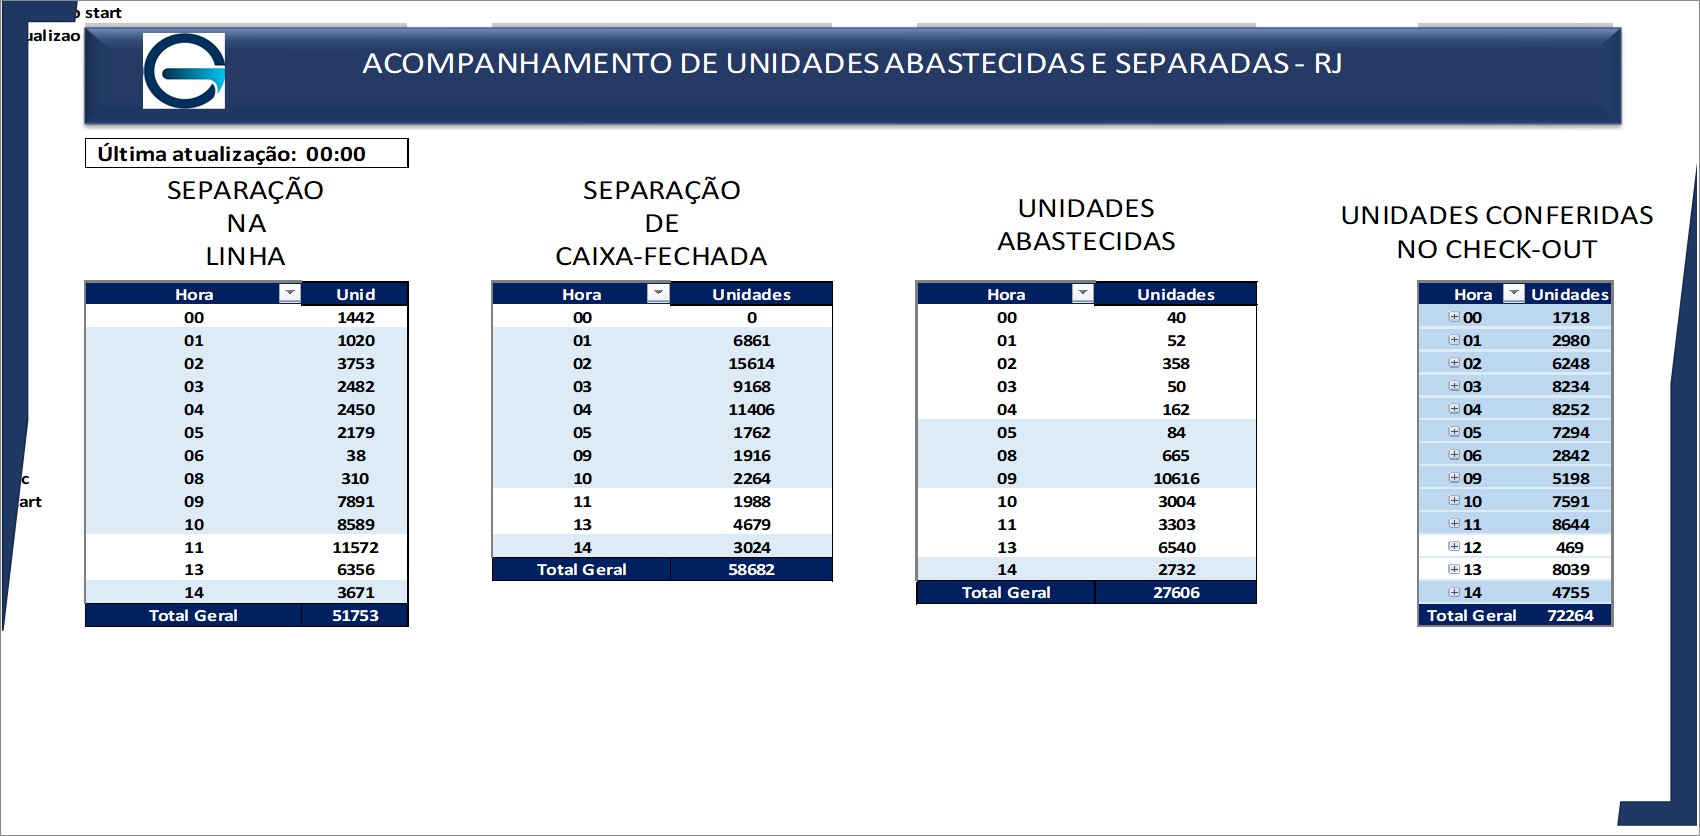 start
ACOMPANHAMENTO DE UNIDADES ABASTECIDAS E SEPARADAS - RJ
Última atualização: 00:00
SEPARAÇÃO
NA
LINHA
Hora Unid
00 1442
01 1020
02 3753
03 2482
04 2450
05 2179
06 38
08 310
09 7891
10 8589
11 11572
13 6356
14 3671
Total Geral 51753
SEPARAÇÃO
DE
CAIXA-FECHADA
Hora Unidades
00 0
01 6861
02 15614
03 9168
04 11406
05 1762
09 1916
10 2264
11 1988
13 4679
14 3024
Total Geral 58682
UNIDADES
ABASTECIDAS
Hora Unidades
00 40
01 52
02 358
03 50
04 162
05 84
08 665
09 10616
10 3004
11 3303
13 6540
14 2732
Total Geral 27606
UNIDADES CONFERIDAS
NO CHECK-OUT
Hora Unidades
00 1718
01 2980
02 6248
03 8234
04 8252
05 7294
06 2842
09 5198
10 7591
11 8644
12 469
13 8039
14 4755
Total Geral 72264